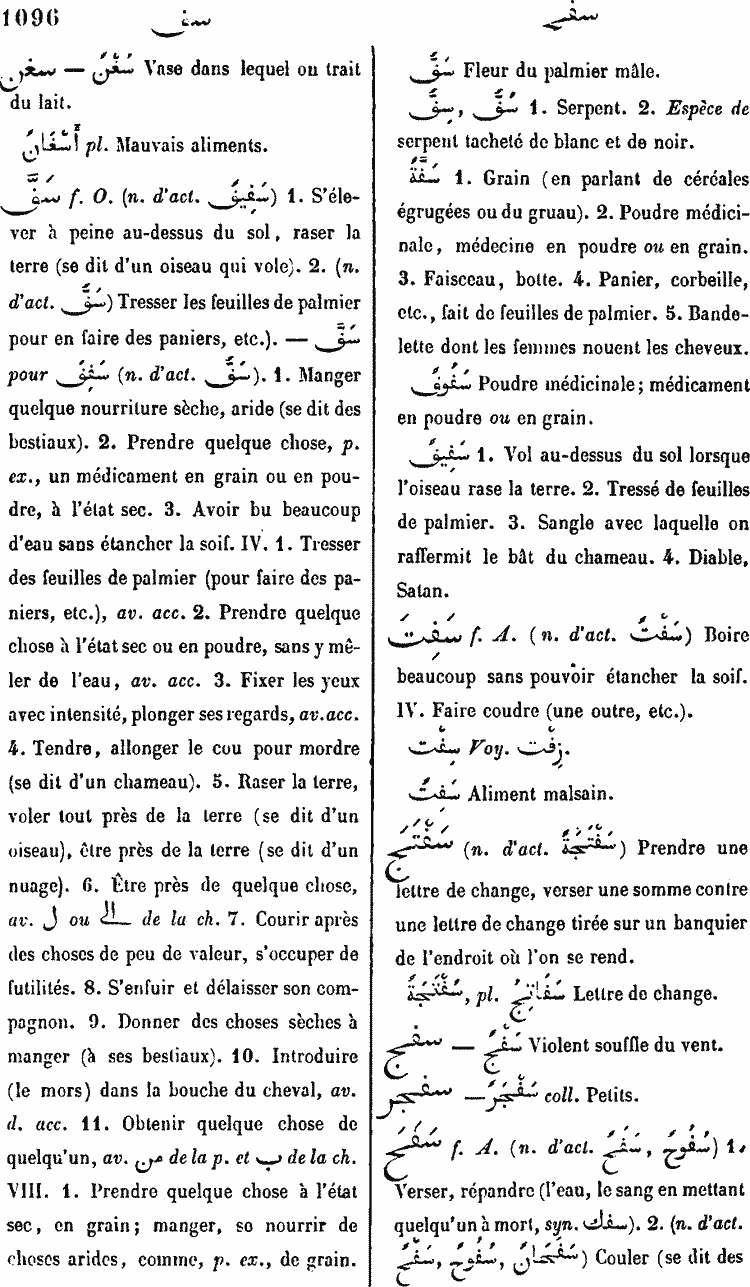 1096
سف
سفح
سغن — سُغْنٌ Vase dans lequel on trait
du lait.
أَسْغَانٌ pl. Mauvais aliments.
سَفَّ f. O. (n. d'act. سَفِيفٌ) 1. S'éle-
ver à peine au-dessus du sol, raser la
terre (se dit d'un oiseau qui vole). 2. (n.
d'act. سَفٌّ) Tresser les feuilles de palmier
pour en faire des paniers, etc.). — سَفَّ
pour سَفِفَ (n. d'act. سَفٌّ). 1. Manger
quelque nourriture sèche, aride (se dit des
bestiaux). 2. Prendre quelque chose, p.
ex., un médicament en grain ou en pou-
dre, à l'état sec. 3. Avoir bu beaucoup
d'eau sans étancher la soif. IV. 1. Tresser
des feuilles de palmier (pour faire des pa-
niers, etc.), av. acc. 2. Prendre quelque
chose à l'état sec ou en poudre, sans y mê-
ler de l'eau, av. acc. 3. Fixer les yeux
avec intensité, plonger ses regards, av. acc.
4. Tendre, allonger le cou pour mordre
(se dit d'un chameau). 5. Raser la terre,
voler tout près de la terre (se dit d'un
oiseau), être près de la terre (se dit d'un
nuage). 6. Être près de quelque chose,
av. ل ou الى de la ch. 7. Courir après
des choses de peu de valeur, s'occuper de
futilités. 8. S'enfuir et délaisser son com-
pagnon. 9. Donner des choses sèches à
manger (à ses bestiaux). 10. Introduire
(le mors) dans la bouche du cheval, av.
d. acc. 11. Obtenir quelque chose de
quelqu'un, av. من de la p. et ب de la ch.
VIII. 1. Prendre quelque chose à l'état
sec, en grain; manger, se nourrir de
choses arides, comme, p. ex., de grain.
سَفٌّ Fleur du palmier mâle.
سِفٌّ, سُفٌّ 1. Serpent. 2. Espèce de
serpent tacheté de blanc et de noir.
سُفَّةٌ 1. Grain (en parlant de céréales
égrugées ou du gruau). 2. Poudre médici-
nale, médecine en poudre ou en grain.
3. Faisceau, botte. 4. Panier, corbeille,
etc., fait de feuilles de palmier. 5. Bande-
lette dont les femmes nouent les cheveux.
سَفُوفٌ Poudre médicinale; médicament
en poudre ou en grain.
سَفِيفٌ 1. Vol au-dessus du sol lorsque
l'oiseau rase la terre. 2. Tressé de feuilles
de palmier. 3. Sangle avec laquelle on
raffermit le bât du chameau. 4. Diable,
Satan.
سَفِتَ f. A. (n. d'act. سَفْتٌ) Boire
beaucoup sans pouvoir étancher la soif.
IV. Faire coudre (une outre, etc.).
سِفْت Voy. زِفْت.
سَفِتٌ Aliment malsain.
سَفْتَجَ (n. d'act. سَفْتَجَةٌ) Prendre une
lettre de change, verser une somme contre
une lettre de change tirée sur un banquier
de l'endroit où l'on se rend.
سُفْتَجَةٌ, pl. سَفَاتِجُ Lettre de change.
سفج — سَفْجٌ Violent souffle du vent.
سفجر — سَفْجَرٌ coll. Petits.
سَفَحَ f. A. (n. d'act. سَفْحٌ, سُفُوحٌ) 1.
Verser, répandre (l'eau, le sang en mettant
quelqu'un à mort, syn. سفك). 2. (n. d'act.
سَفْحٌ, سُفُوحٌ, سَفَحَانٌ) Couler (se dit des